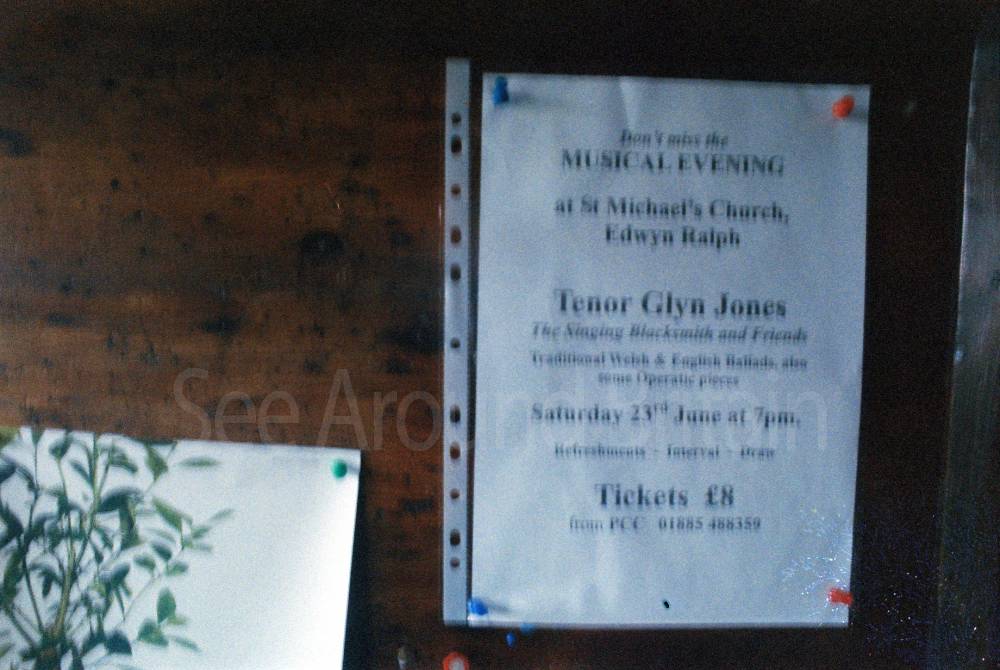 Don't miss the
MUSICAL EVENING
at St Michael's Church,
Edwyn Ralph
Tenor Glyn Jones
The Singing Blacksmith and Friends
Traditional Welsh & English Ballads, also
some Operatic pieces
Saturday 23rd June at 7pm.
Refreshments - Interval - Draw
Tickets £8
from PCC 01885 488359
See Around Britain